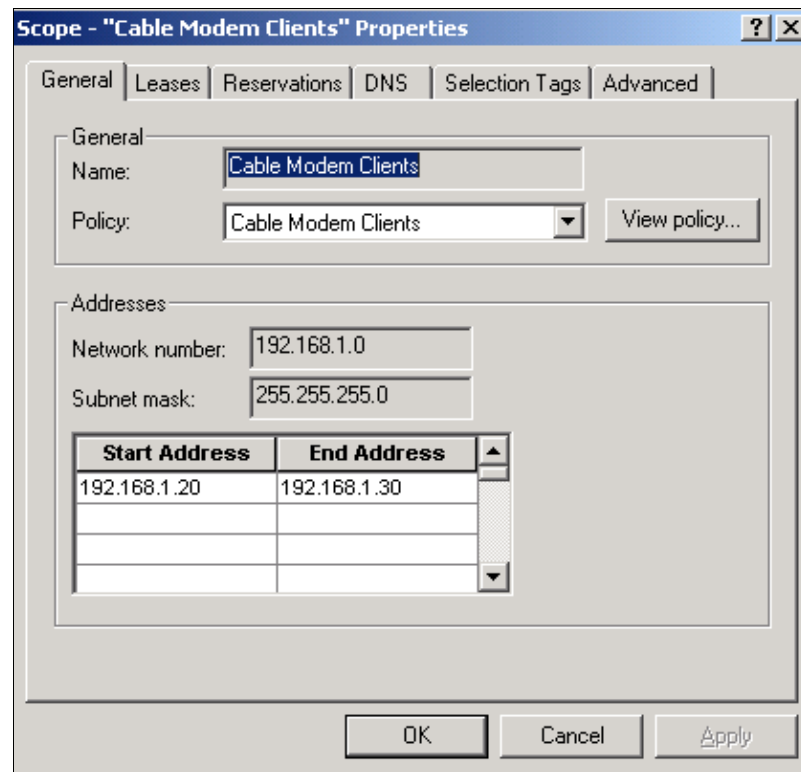 Scope - "Cable Modem Clients" Properties
General Leases Reservations DNS Selection Tags Advanced
General
Name: Cable Modem Clients
Policy: Cable Modem Clients View policy...
Addresses
Network number: 192.168.1.0
Subnet mask: 255.255.255.0
Start Address End Address
192.168.1.20 192.168.1.30
OK Cancel Apply